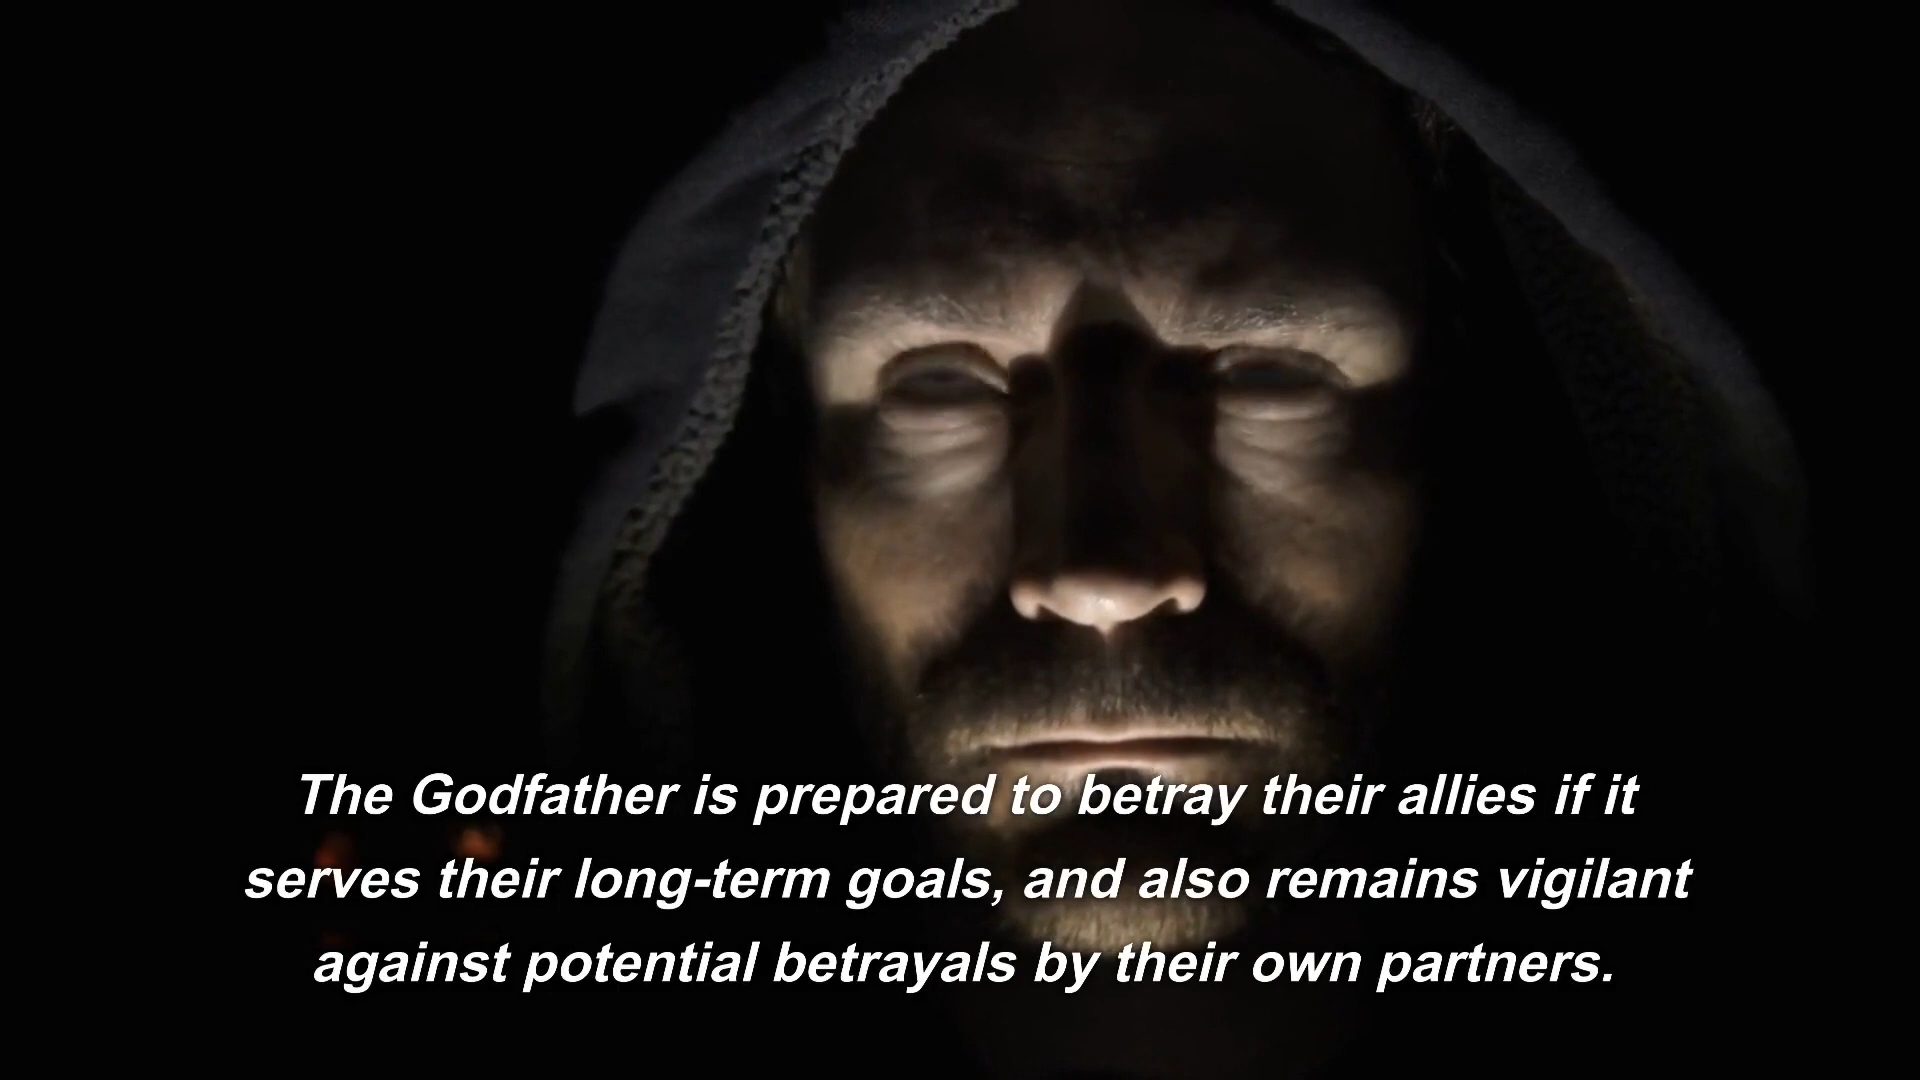 The Godfather is prepared to betray their allies if it
serves their long-term goals, and also remains vigilant
against potential betrayals by their own partners.